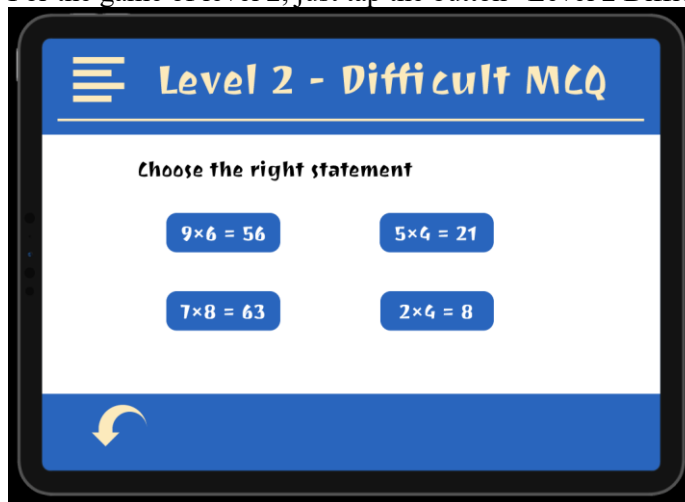 Level 2 - Difficult MCQ
Choose the right statement
9×6 = 56
5×4 = 21
7×8 = 63
2×4 = 8